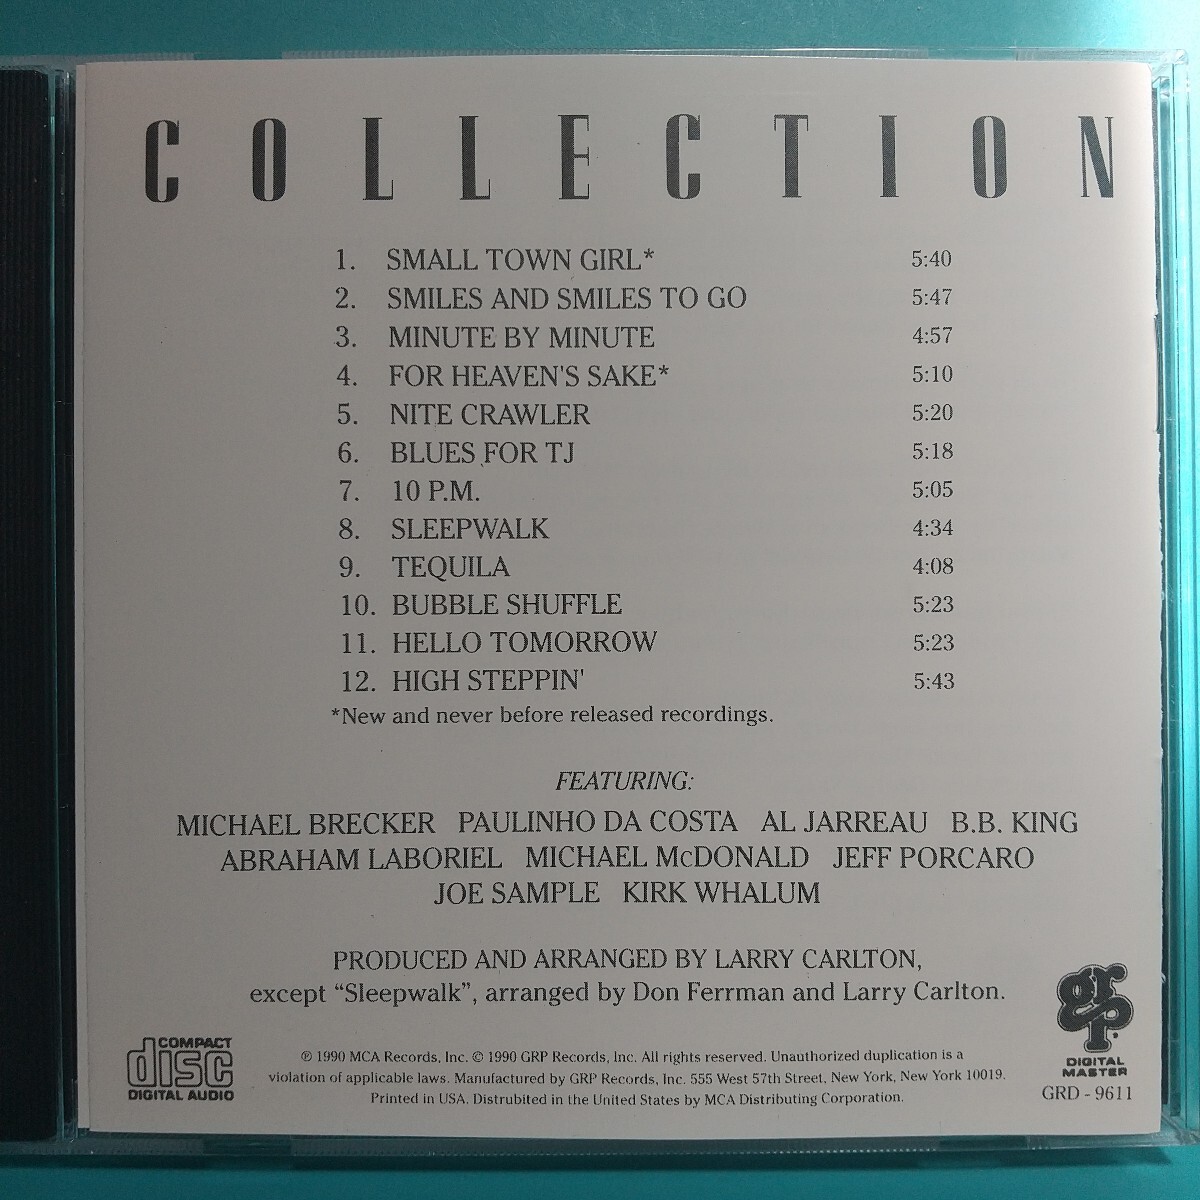 COLLECTION
1. SMALL TOWN GIRL* 5:40
2. SMILES AND SMILES TO GO 5:47
3. MINUTE BY MINUTE 4:57
4. FOR HEAVEN'S SAKE* 5:10
5. NITE CRAWLER 5:20
6. BLUES FOR TJ 5:18
7. 10 P.M. 5:05
8. SLEEPWALK 4:34
9. TEQUILA 4:08
10. BUBBLE SHUFFLE 5:23
11. HELLO TOMORROW 5:23
12. HIGH STEPPIN' 5:43
*New and never before released recordings.
FEATURING:
MICHAEL BRECKER PAULINHO DA COSTA AL JARREAU B.B. KING
ABRAHAM LABORIEL MICHAEL McDONALD JEFF PORCARO
JOE SAMPLE KIRK WHALUM
PRODUCED AND ARRANGED BY LARRY CARLTON,
except “Sleepwalk”, arranged by Don Ferrman and Larry Carlton.
℗ 1990 MCA Records, Inc. © 1990 GRP Records, Inc. All rights reserved. Unauthorized duplication is a
violation of applicable laws. Manufactured by GRP Records, Inc. 555 West 57th Street, New York, New York 10019.
Printed in USA. Distrubited in the United States by MCA Distributing Corporation.
COMPACT
disc
DIGITAL AUDIO
grp
DIGITAL
MASTER
GRD - 9611